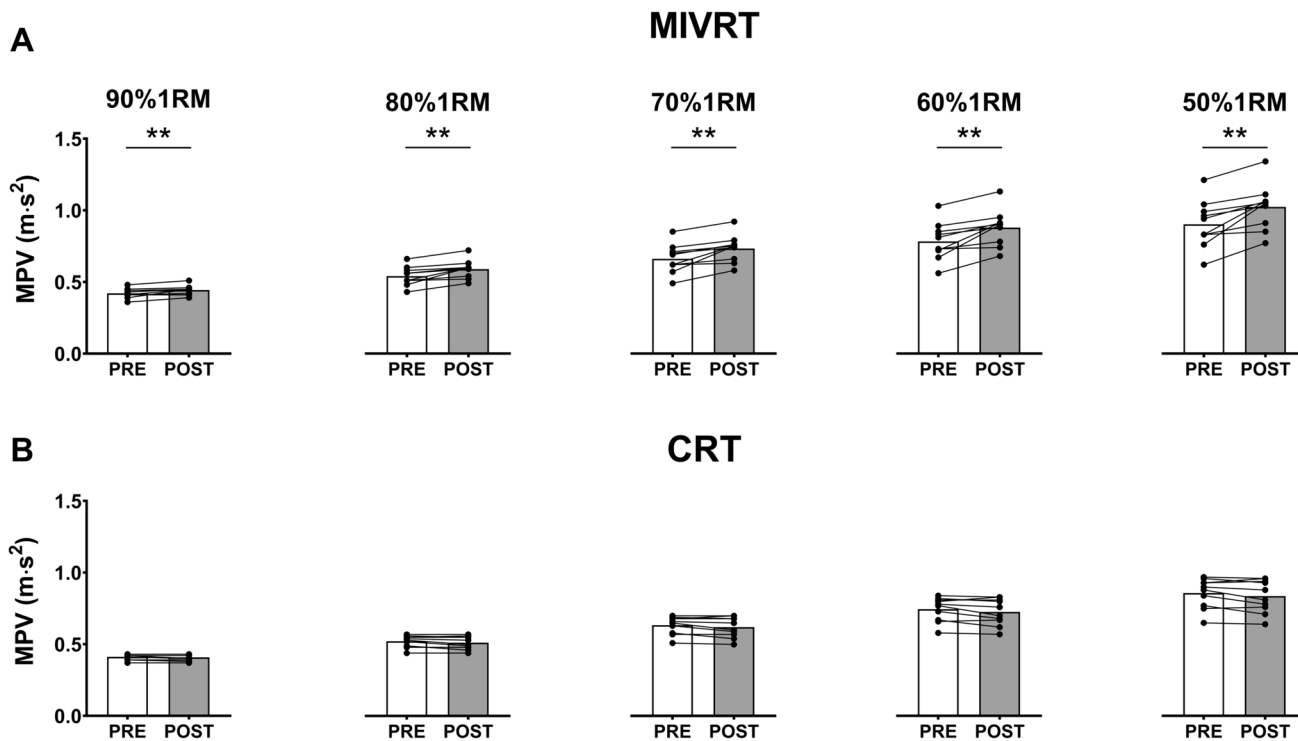 A
MIVRT
90%1RM 80%1RM 70%1RM 60%1RM 50%1RM
** ** ** ** **
MPV (m·s²)
1.5
1.0
0.5
0.0
PRE POST PRE POST PRE POST PRE POST PRE POST
B
CRT
MPV (m·s²)
1.5
1.0
0.5
0.0
PRE POST PRE POST PRE POST PRE POST PRE POST